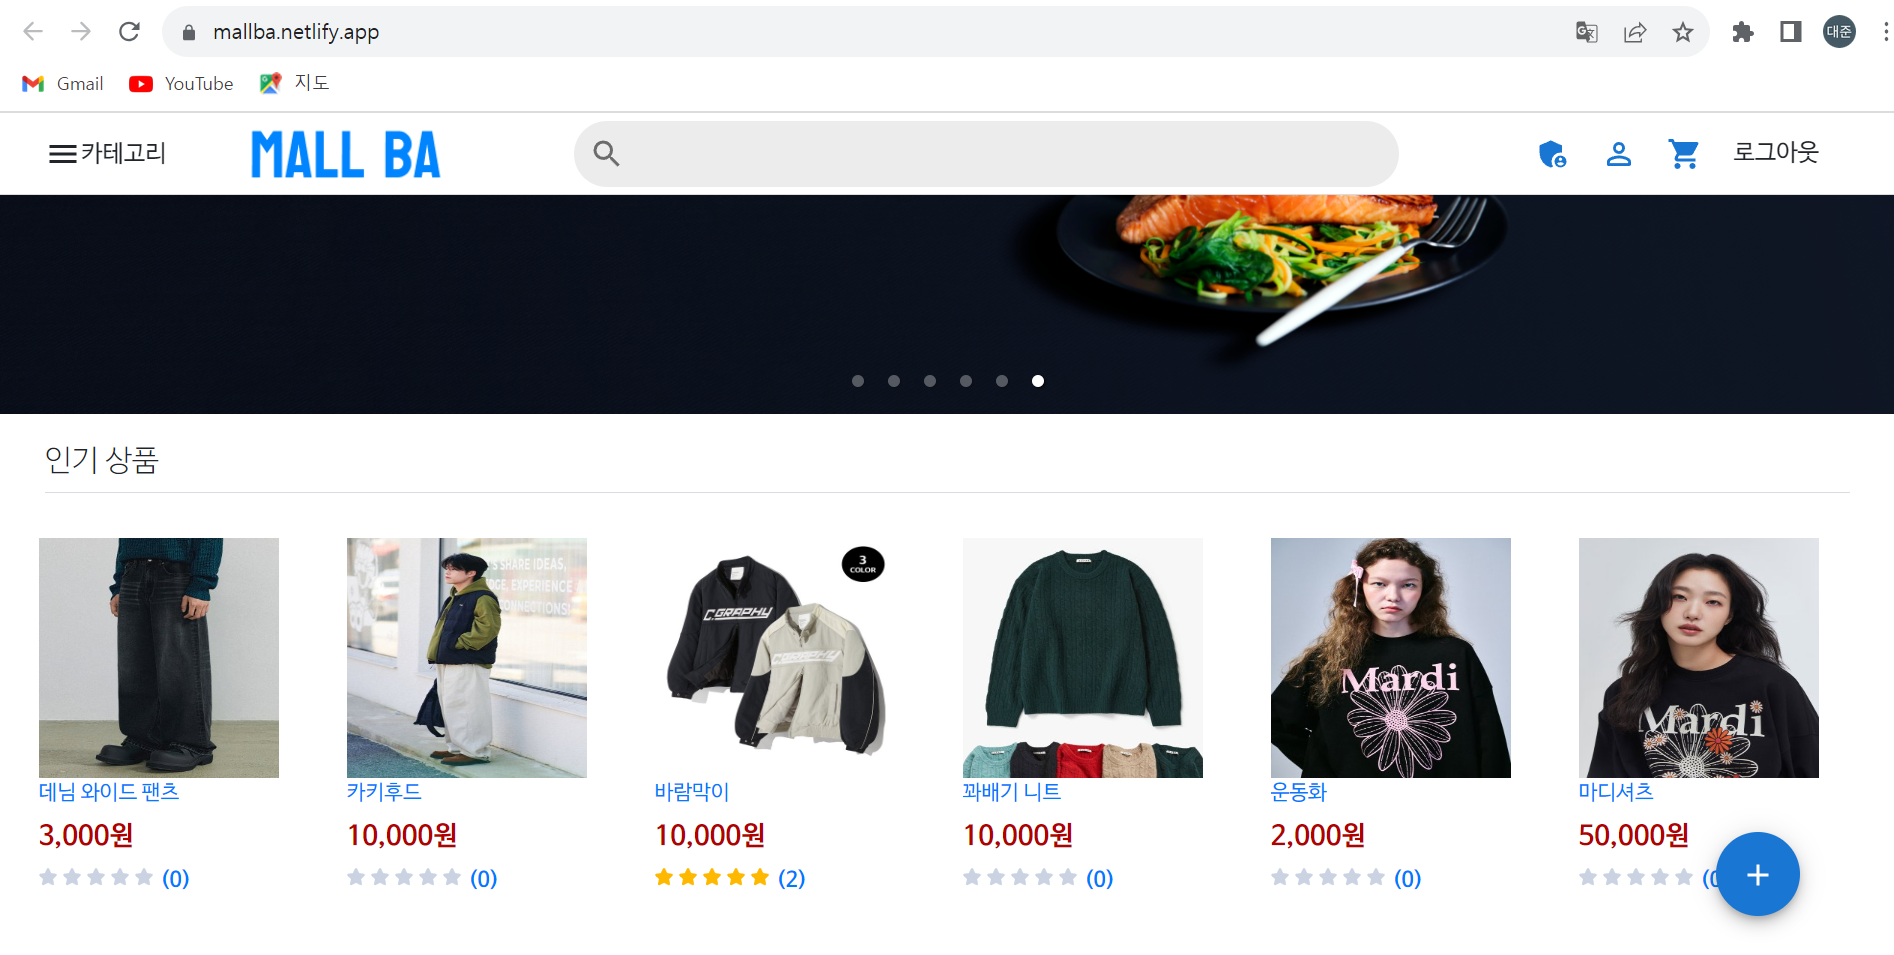 mallba.netlify.app
대준
Gmail
YouTube
지도
카테고리
MALL BA
로그아웃
인기 상품
'S SHARE IDEAS,
DGE, EXPERIENCE &
CONNECTIONS!
3
COLOR
C.GRAPHY
Mardi
Mardi
데님 와이드 팬츠
카키후드
바람막이
꽈배기 니트
운동화
마디셔츠
3,000원
10,000원
10,000원
10,000원
2,000원
50,000원
(0)
(0)
(2)
(0)
(0)
(0
+